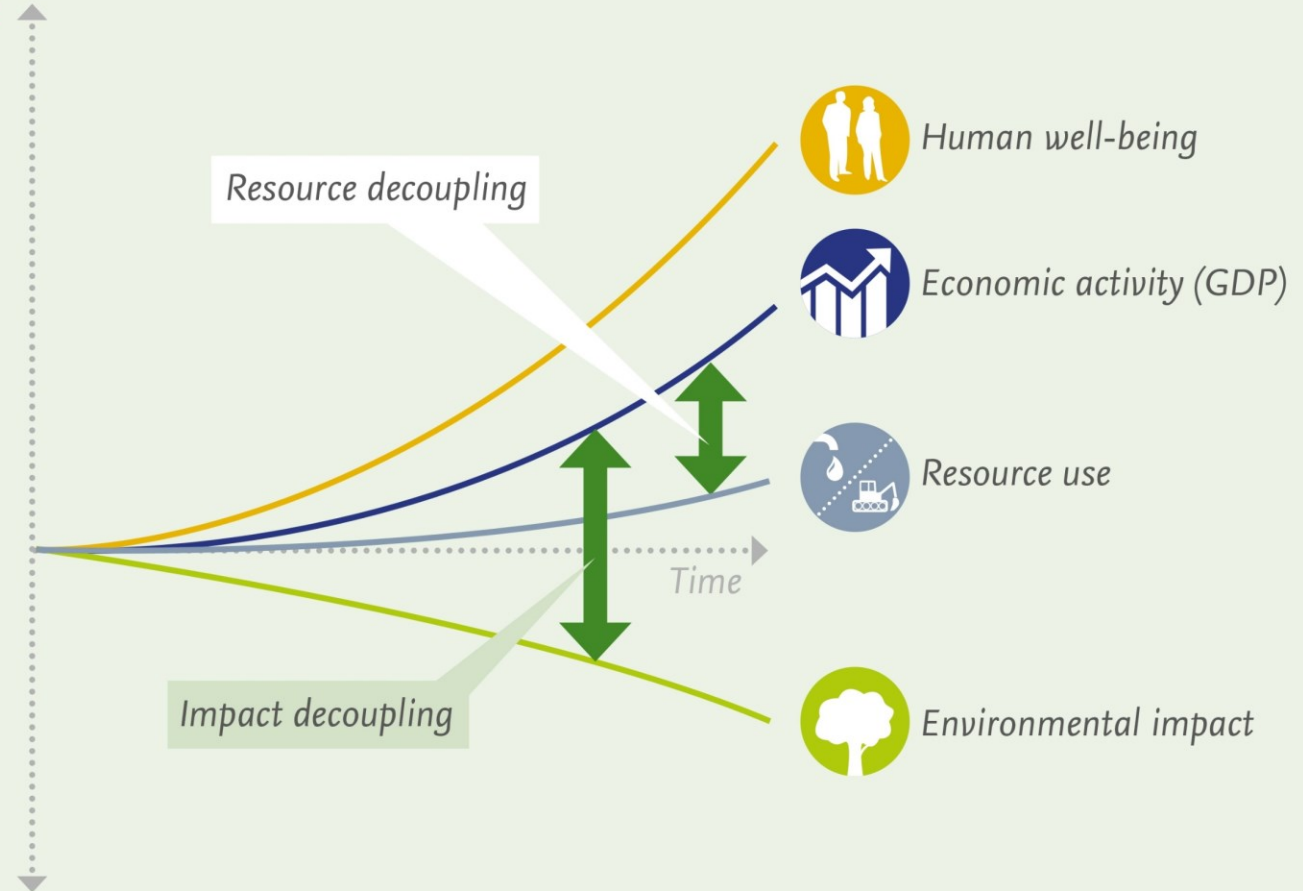 Human well-being
Resource decoupling
Economic activity (GDP)
Resource use
Time
Impact decoupling
Environmental impact